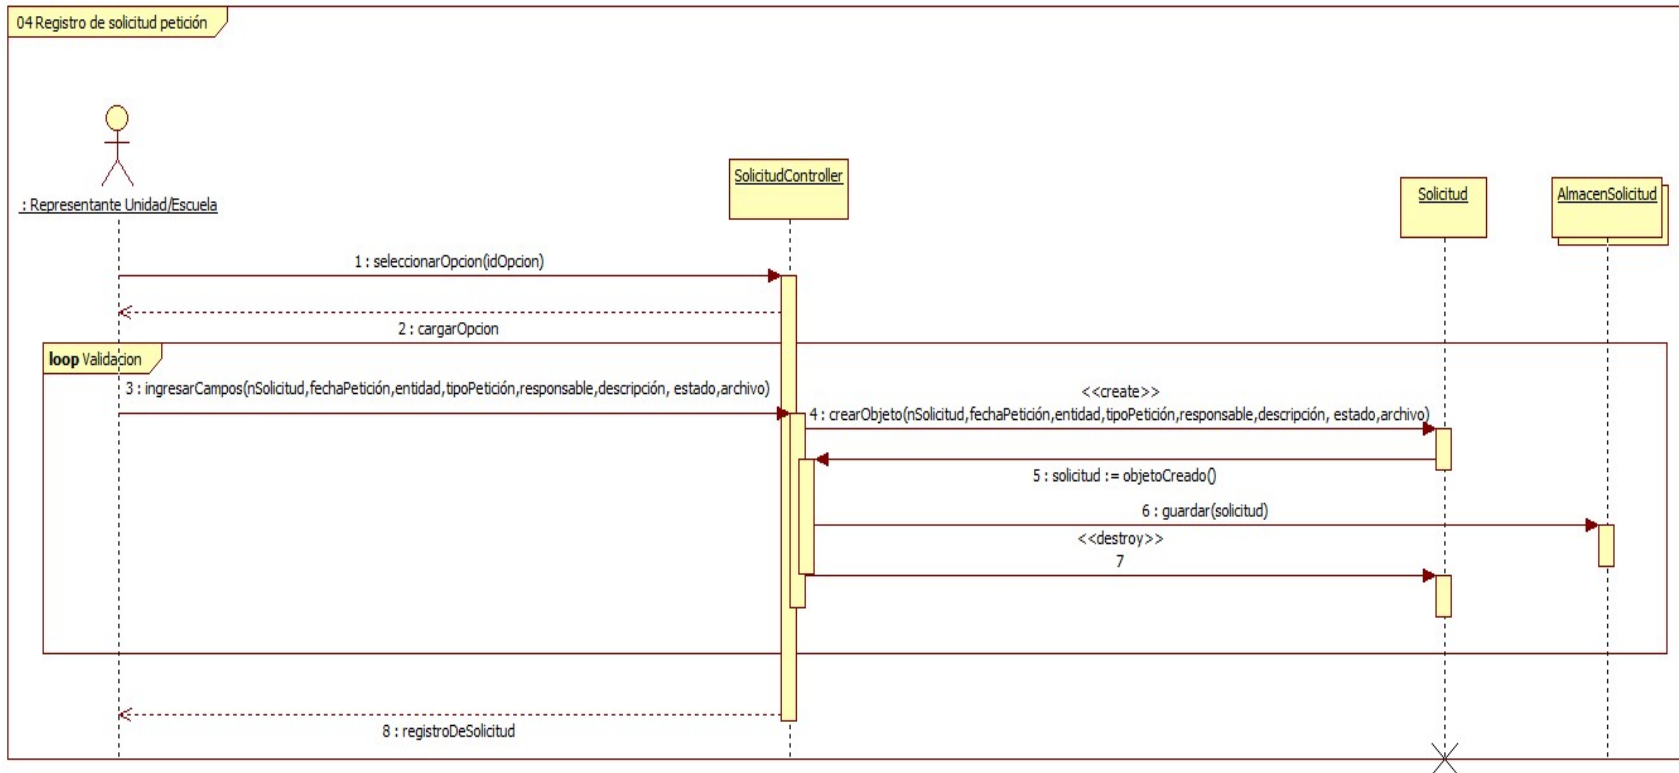 04 Registro de solicitud petición
: Representante Unidad/Escuela
SolicitudController
Solicitud
AlmacenSolicitud
1 : seleccionarOpcion(idOpcion)
2 : cargarOpcion
loop Validacion
3 : ingresarCampos(nSolicitud,fechaPetición,entidad,tipoPetición,responsable,descripción, estado,archivo)
<<create>>
4 : crearObjeto(nSolicitud,fechaPetición,entidad,tipoPetición,responsable,descripción, estado,archivo)
5 : solicitud := objetoCreado()
6 : guardar(solicitud)
<<destroy>>
7
8 : registroDeSolicitud